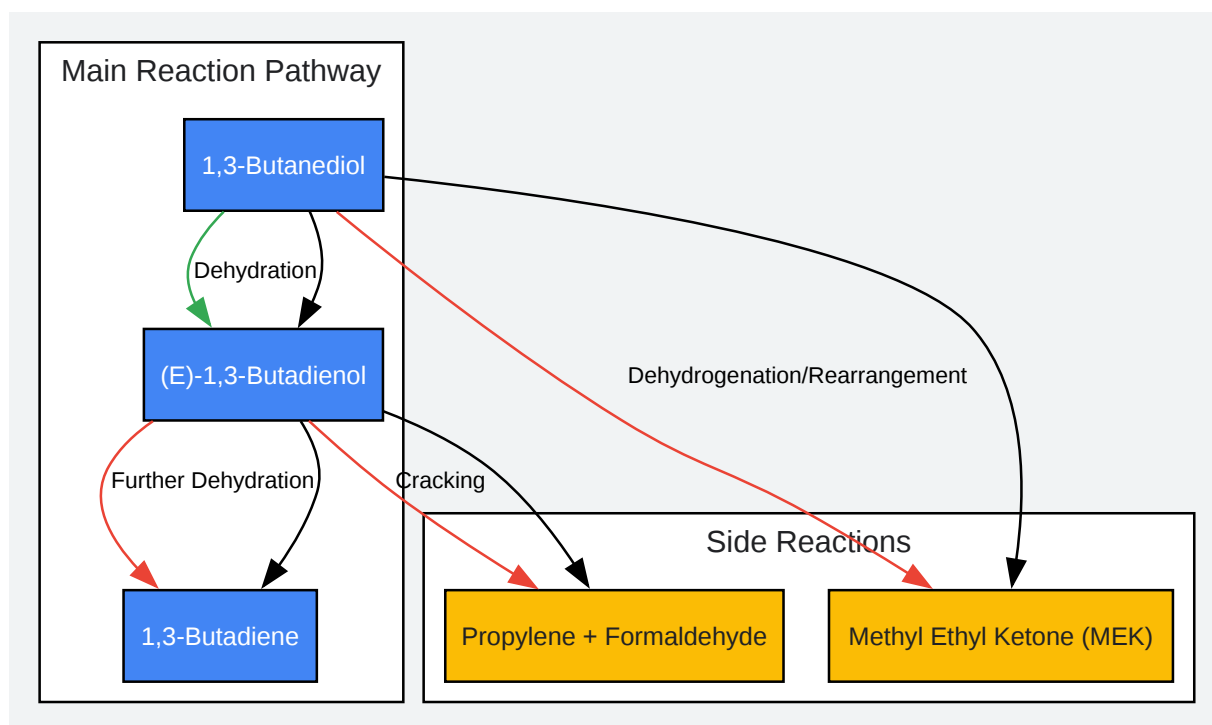 Main Reaction Pathway
1,3-Butanediol
Dehydration
(E)-1,3-Butadienol
Dehydrogenation/Rearrangement
Further Dehydration
Cracking
Side Reactions
1,3-Butadiene
Propylene + Formaldehyde
Methyl Ethyl Ketone (MEK)